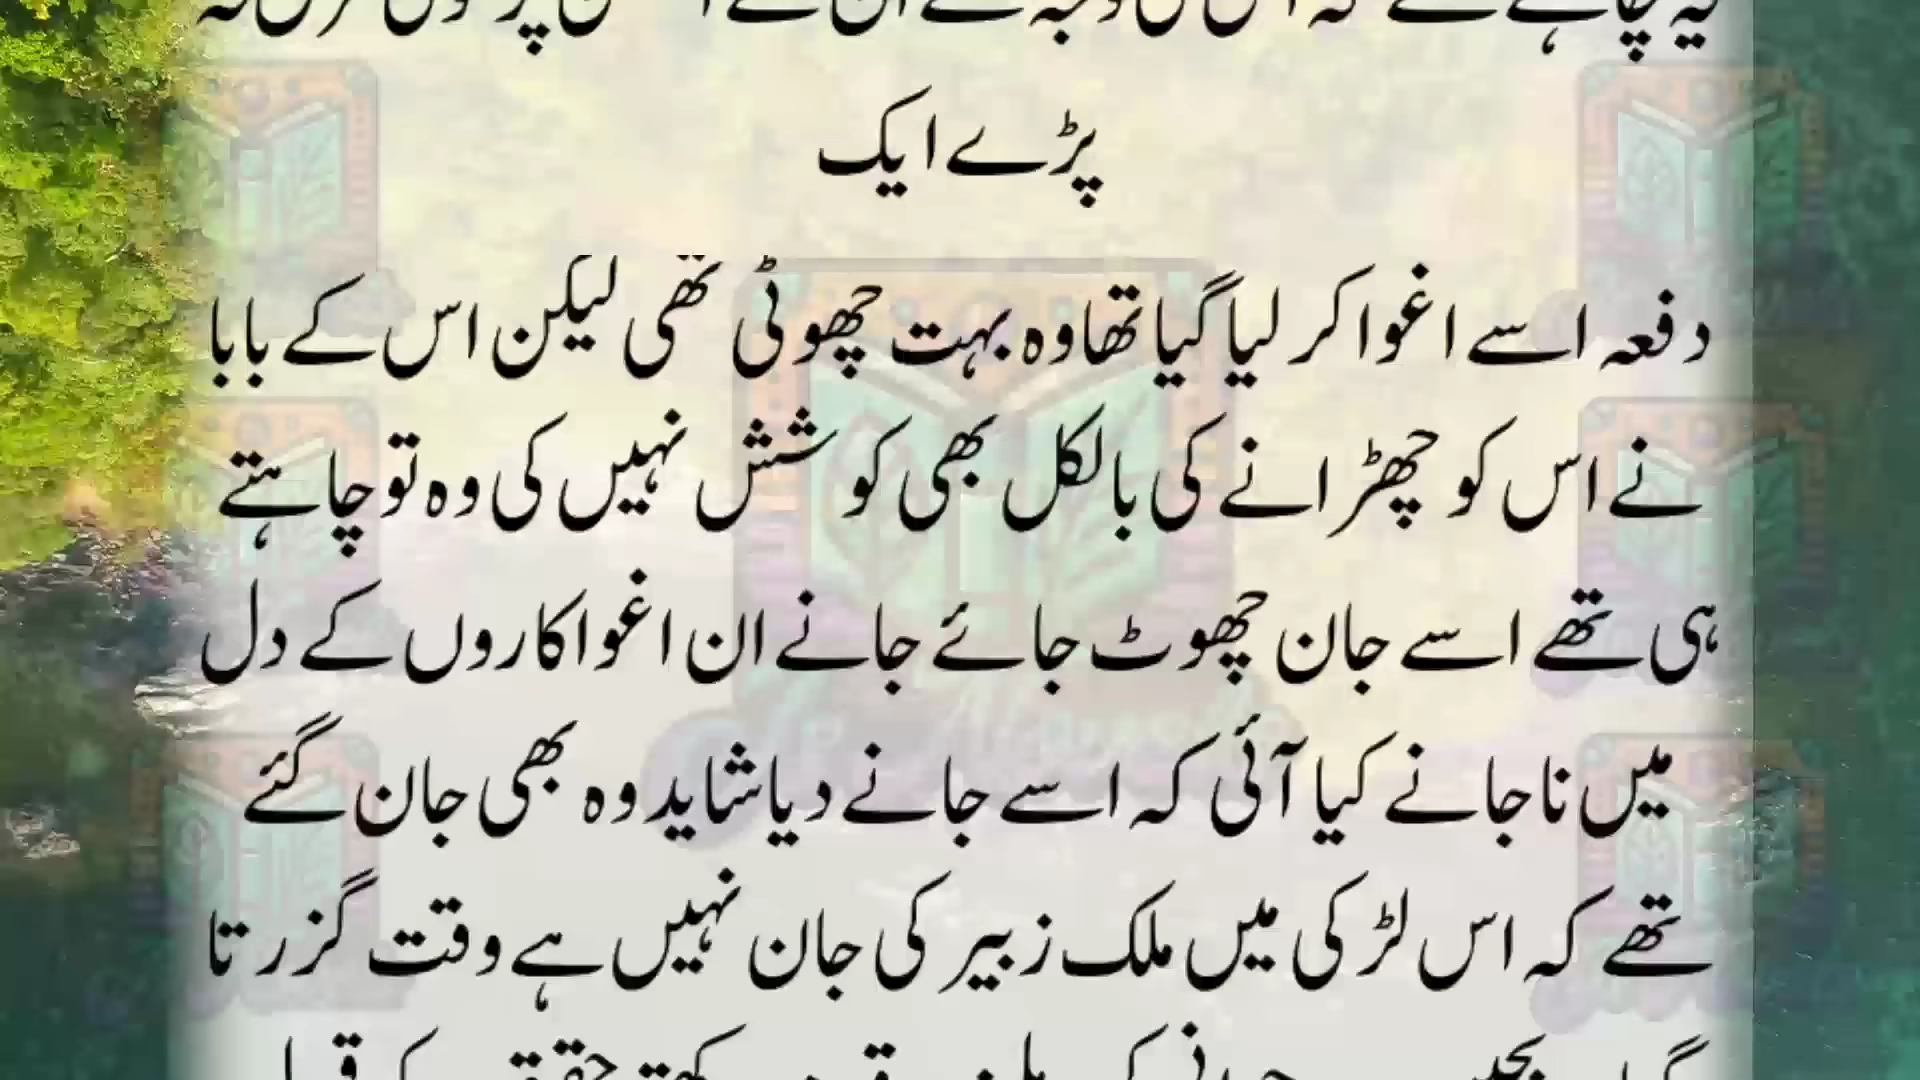 پڑے ایک
دفعہ اسے اغوا کر لیا گیا تھا وہ بہت چھوٹی تھی لیکن اس کے بابا
نے اس کو چھڑانے کی بالکل بھی کوشش نہیں کی وہ تو چاہتے
ہی تھے اسے جان چھوٹ جائے جانے ان اغواکاروں کے دل
میں نا جانے کیا آئی کہ اسے جانے دیا شاید وہ بھی جان گئے
تھے کہ اس لڑکی میں ملک زبیر کی جان نہیں ہے وقت گزرتا